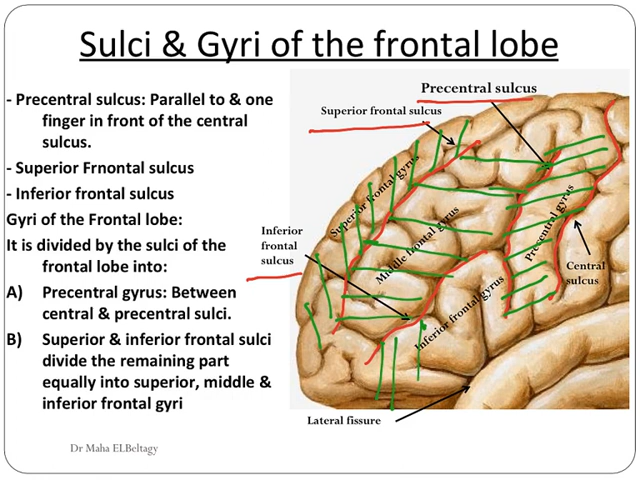 Sulci & Gyri of the frontal lobe
- Precentral sulcus: Parallel to & one
finger in front of the central
sulcus.
- Superior Frnontal sulcus
- Inferior frontal sulcus
Gyri of the Frontal lobe:
It is divided by the sulci of the
frontal lobe into:
A) Precentral gyrus: Between
central & precentral sulci.
B) Superior & inferior frontal sulci
divide the remaining part
equally into superior, middle &
inferior frontal gyri
Precentral sulcus
Superior frontal sulcus
Superior frontal gyrus
Middle frontal gyrus
Precentral gyrus
Inferior
frontal
sulcus
Inferior frontal gyrus
Central
sulcus
Lateral fissure
Dr Maha ELBeltagy